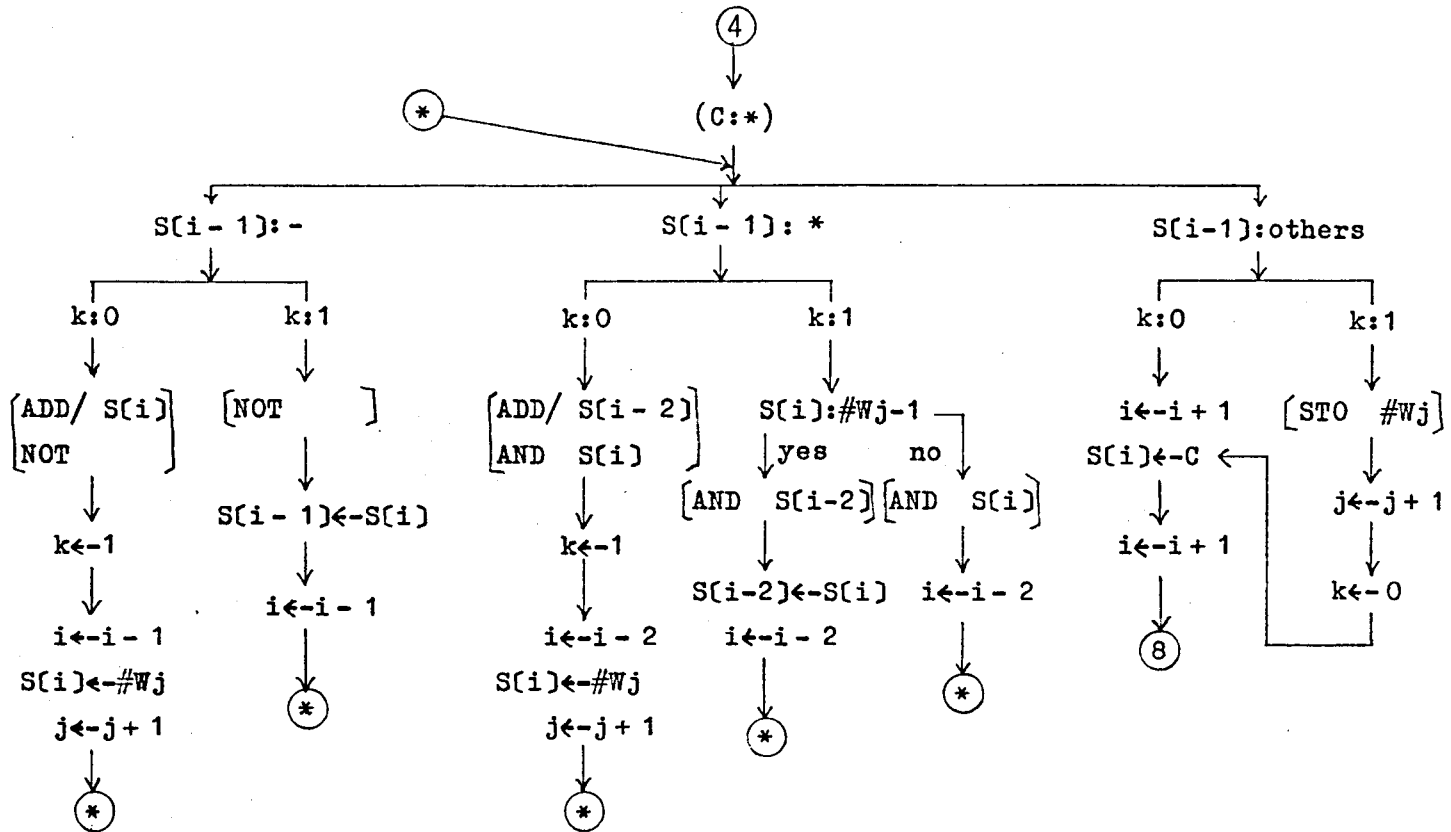 4
*
(C:*)
S(i-1):-
S(i-1): *
S(i-1):others
k:0
k:1
k:0
k:1
k:0
k:1
[ADD/ S(i)
NOT]
[NOT ]
[ADD/ S(i-2)
AND S(i)]
S(i):#Wj-1
yes
no
[AND S(i-2)]
[AND S(i)]
i←i+1
S(i)←C
i←i+1
8
[STO #Wj]
j←j+1
k←0
k←1
i←i-1
S(i)←#Wj
j←j+1
*
S(i-1)←S(i)
i←i-1
*
k←1
i←i-2
S(i)←#Wj
j←j+1
*
S(i-2)←S(i)
i←i-2
*
i←i-2
*